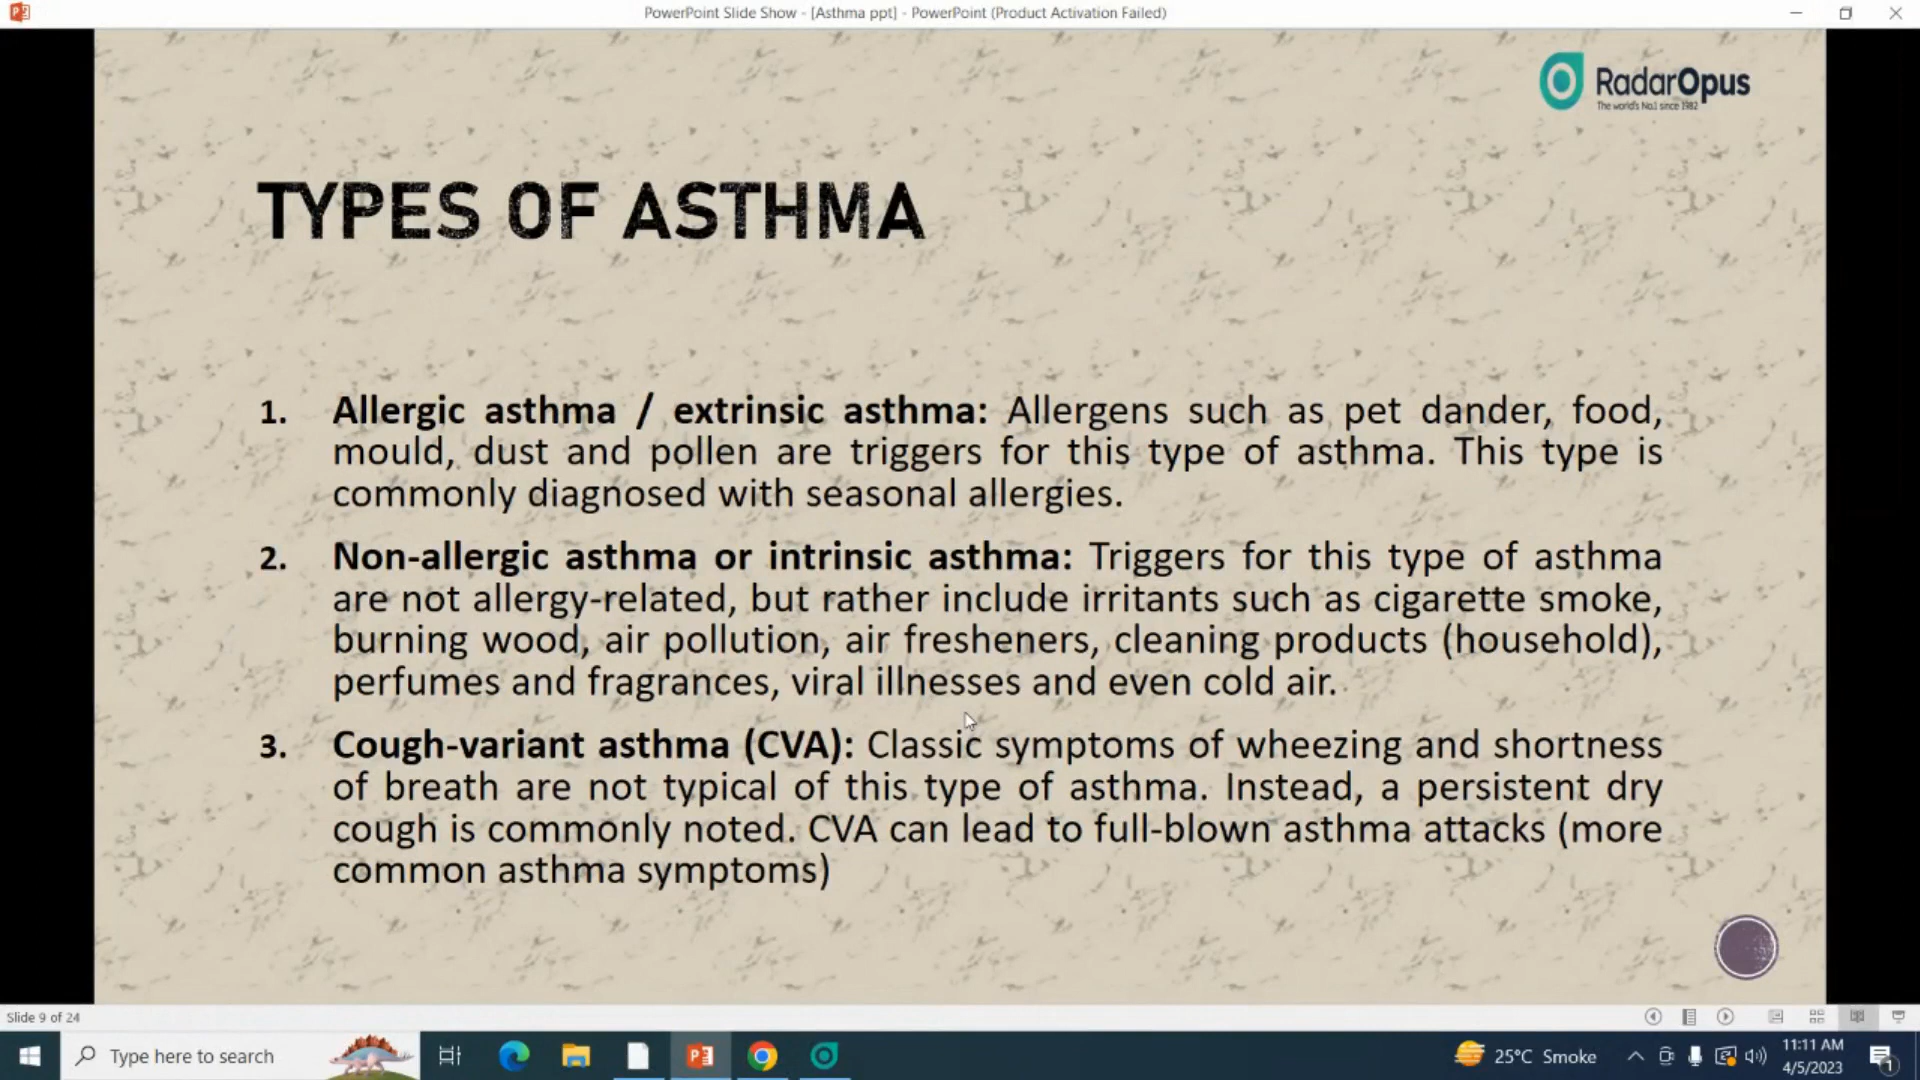 PowerPoint Slide Show - [Asthma ppt] - PowerPoint (Product Activation Failed)
RadarOpus
The world's No.1 since 1982
TYPES OF ASTHMA
1. Allergic asthma / extrinsic asthma: Allergens such as pet dander, food,
mould, dust and pollen are triggers for this type of asthma. This type is
commonly diagnosed with seasonal allergies.
2. Non-allergic asthma or intrinsic asthma: Triggers for this type of asthma
are not allergy-related, but rather include irritants such as cigarette smoke,
burning wood, air pollution, air fresheners, cleaning products (household),
perfumes and fragrances, viral illnesses and even cold air.
3. Cough-variant asthma (CVA): Classic symptoms of wheezing and shortness
of breath are not typical of this type of asthma. Instead, a persistent dry
cough is commonly noted. CVA can lead to full-blown asthma attacks (more
common asthma symptoms)
Slide 9 of 24
Type here to search
25°C Smoke
11:11 AM
4/5/2023
1